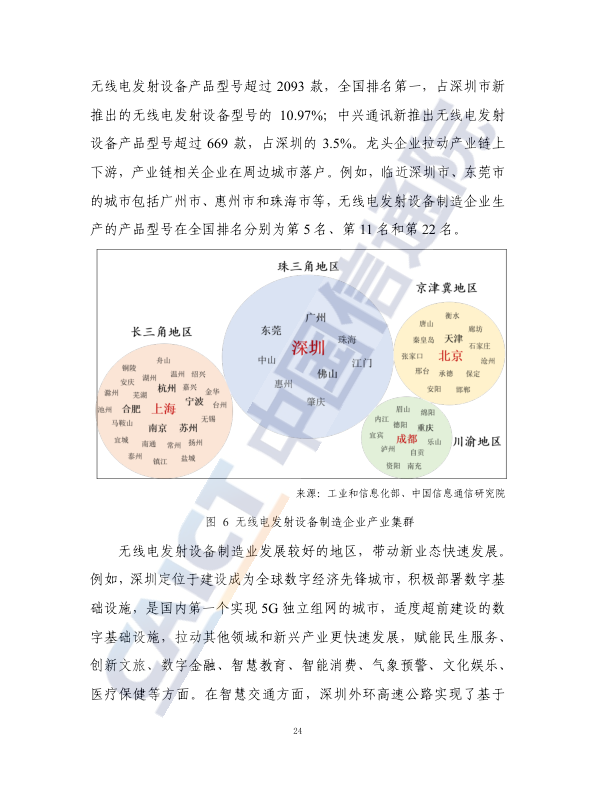 无线电发射设备产品型号超过 2093 款，全国排名第一，占深圳市新
推出的无线电发射设备型号的 10.97%；中兴通讯新推出无线电发射
设备产品型号超过 669 款，占深圳的 3.5%。龙头企业拉动产业链上
下游，产业链相关企业在周边城市落户。例如，临近深圳市、东莞市
的城市包括广州市、惠州市和珠海市等，无线电发射设备制造企业生
产的产品型号在全国排名分别为第 5 名、第 11 名和第 22 名。
珠三角地区
广州
东莞
珠海
深圳
中山
江门
佛山
惠州
肇庆
京津冀地区
衡水
唐山
廊坊
秦皇岛
天津
石家庄
张家口
北京
沧州
邢台
承德
保定
安阳
邯郸
长三角地区
舟山
铜陵
温州
绍兴
安庆
湖州
滁州
芜湖
杭州
嘉兴
金华
池州
合肥
上海
宁波
台州
马鞍山
南京
苏州
无锡
宣城
南通
常州
扬州
泰州
镇江
盐城
川渝地区
眉山
绵阳
内江
德阳
重庆
宜宾
成都
乐山
泸州
自贡
资阳
南充
来源：工业和信息化部、中国信息通信研究院
图 6 无线电发射设备制造企业产业集群
无线电发射设备制造业发展较好的地区，带动新业态快速发展。
例如，深圳定位于建设成为全球数字经济先锋城市，积极部署数字基
础设施，是国内第一个实现 5G 独立组网的城市，适度超前建设的数
字基础设施，拉动其他领域和新兴产业更快速发展，赋能民生服务、
创新文旅、数字金融、智慧教育、智能消费、气象预警、文化娱乐、
医疗保健等方面。在智慧交通方面，深圳外环高速公路实现了基于
24
CAICT 中国信通院